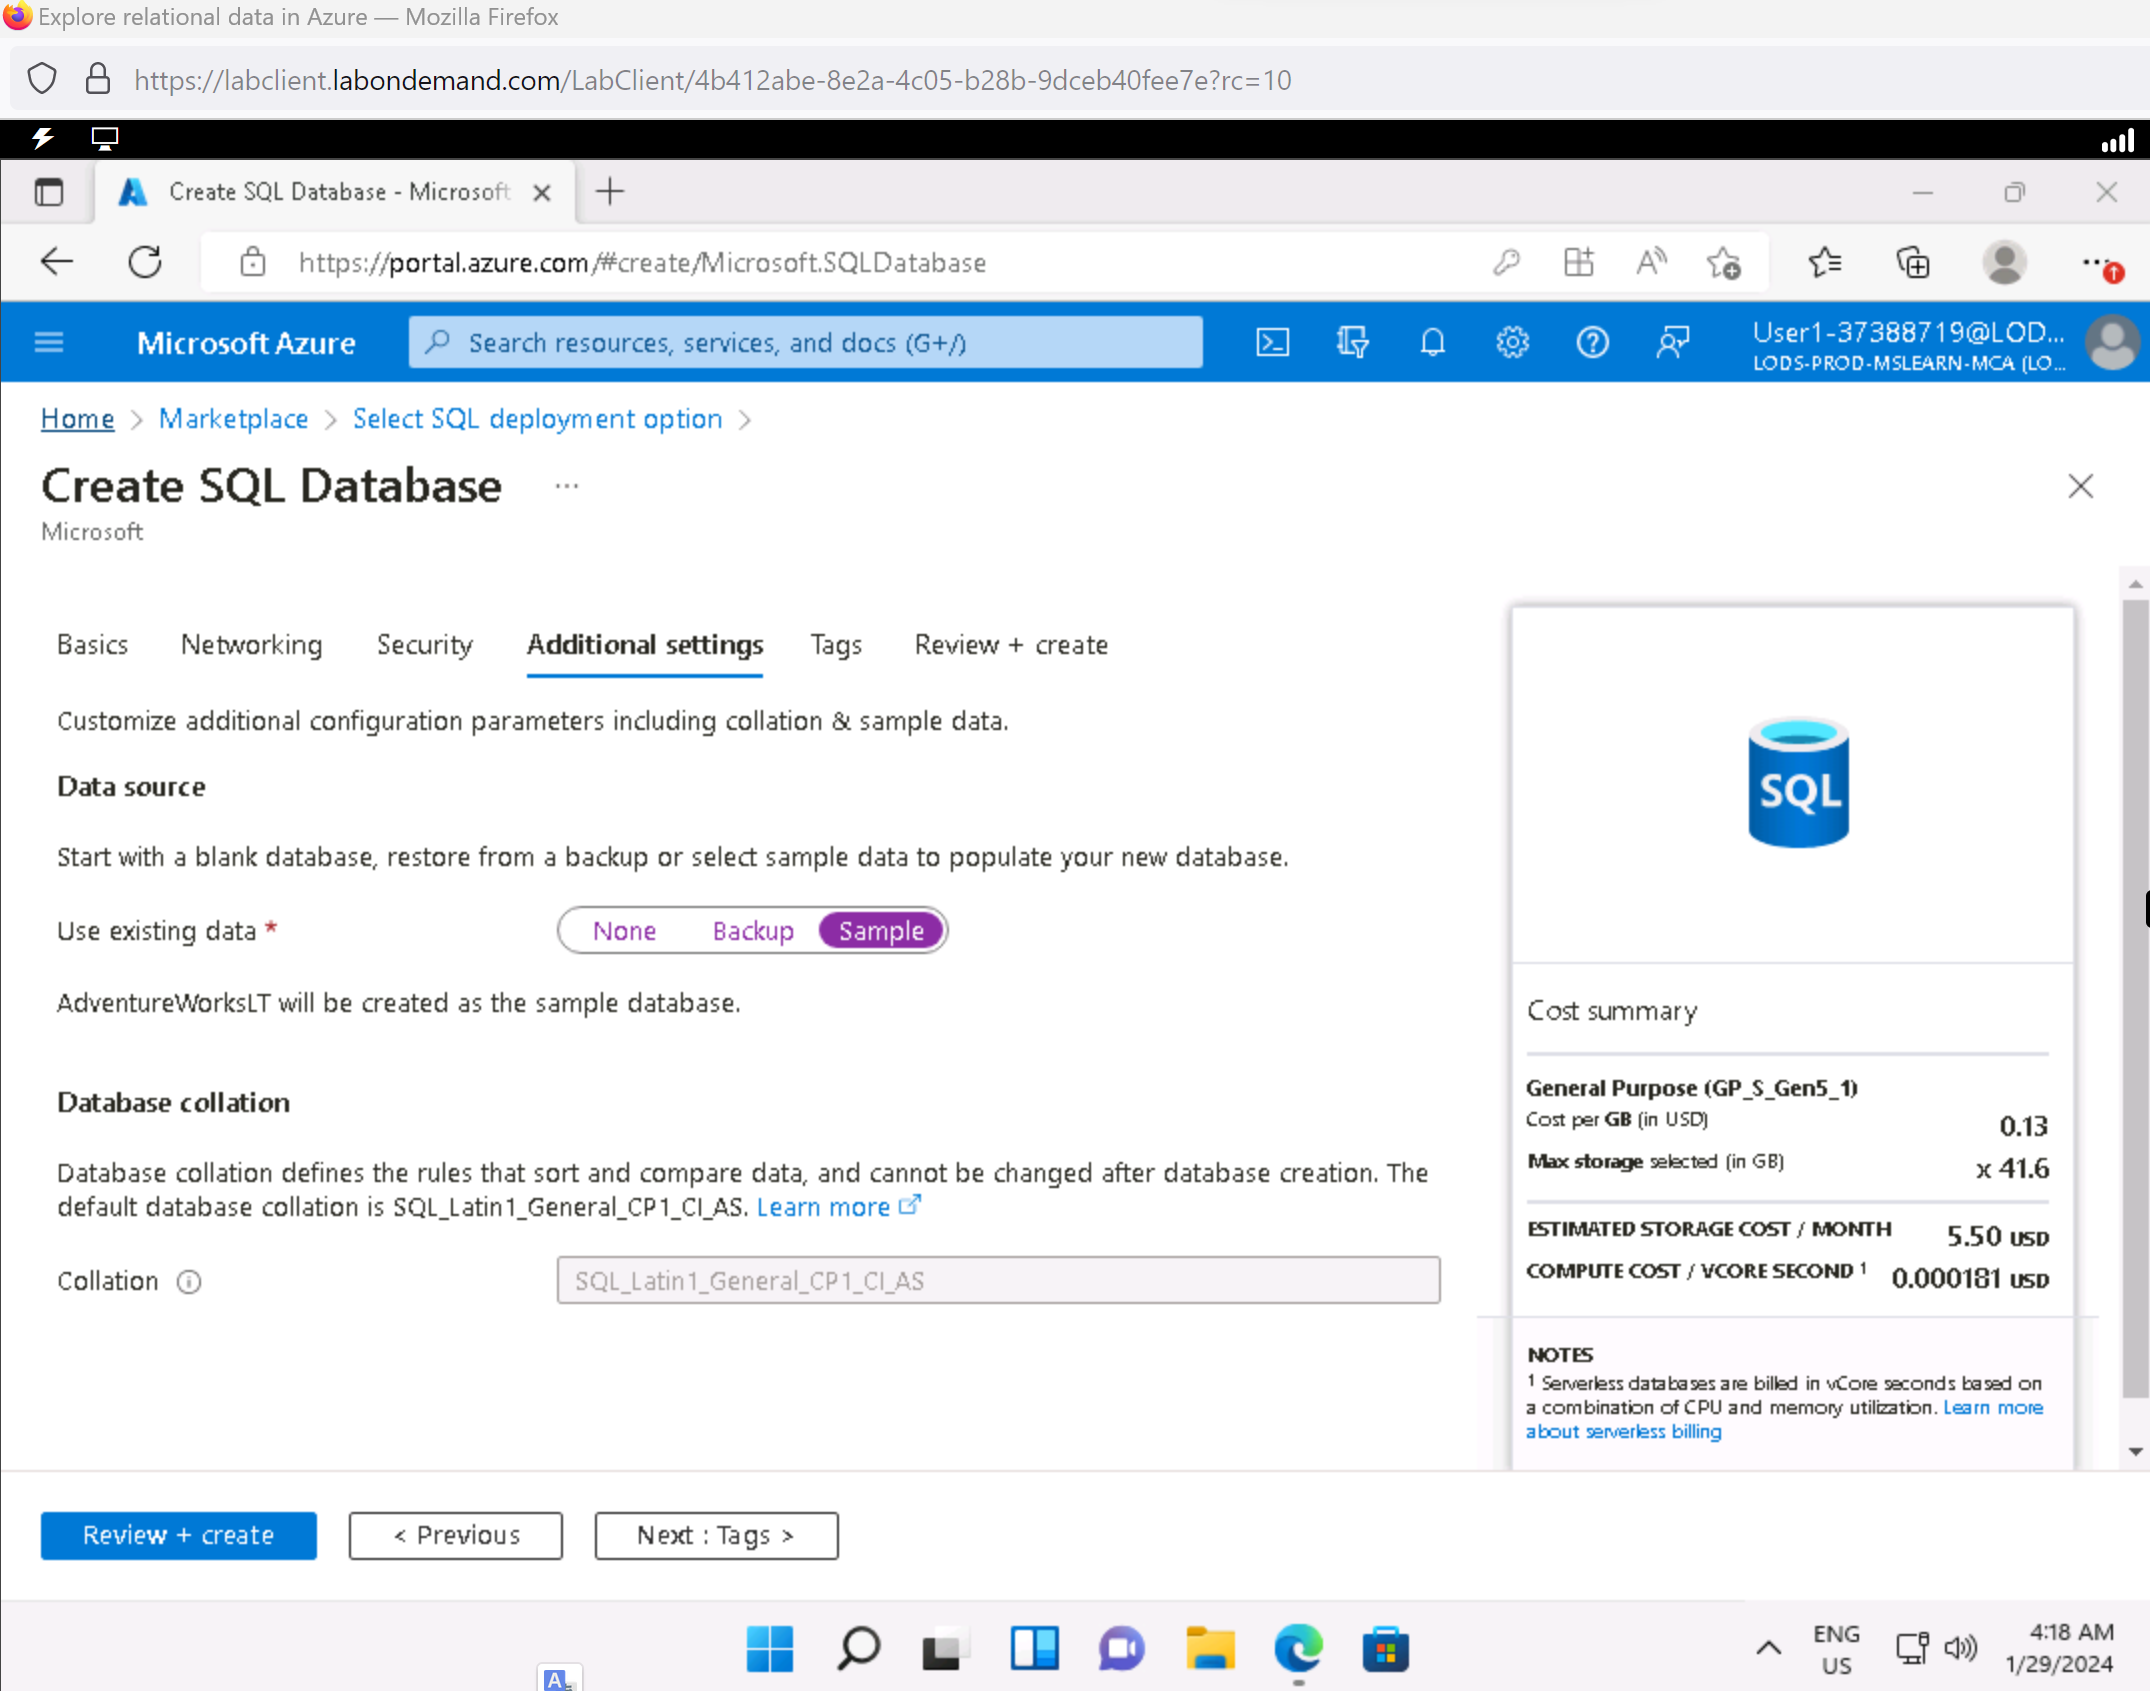 Explore relational data in Azure — Mozilla Firefox
https://labclient.labondemand.com/LabClient/4b412abe-8e2a-4c05-b28b-9dceb40fee7e?rc=10
Create SQL Database - Microsoft
https://portal.azure.com/#create/Microsoft.SQLDatabase
Microsoft Azure
Search resources, services, and docs (G+/)
User1-37388719@LOD...
LODS-PROD-MSLEARN-MCA (LO...
Home > Marketplace > Select SQL deployment option >
Create SQL Database ...
Microsoft
Basics Networking Security Additional settings Tags Review + create
Customize additional configuration parameters including collation & sample data.
Data source
Start with a blank database, restore from a backup or select sample data to populate your new database.
Use existing data * None Backup Sample
AdventureWorksLT will be created as the sample database.
Database collation
Database collation defines the rules that sort and compare data, and cannot be changed after database creation. The
default database collation is SQL_Latin1_General_CP1_CI_AS. Learn more
Collation SQL_Latin1_General_CP1_CI_AS
SQL
Cost summary
General Purpose (GP_S_Gen5_1)
Cost per GB (in USD) 0.13
Max storage selected (in GB) x 41.6
ESTIMATED STORAGE COST / MONTH 5.50 USD
COMPUTE COST / VCORE SECOND 1 0.000181 USD
NOTES
1 Serverless databases are billed in vCore seconds based on
a combination of CPU and memory utilization. Learn more
about serverless billing
Review + create < Previous Next : Tags >
ENG
US
4:18 AM
1/29/2024